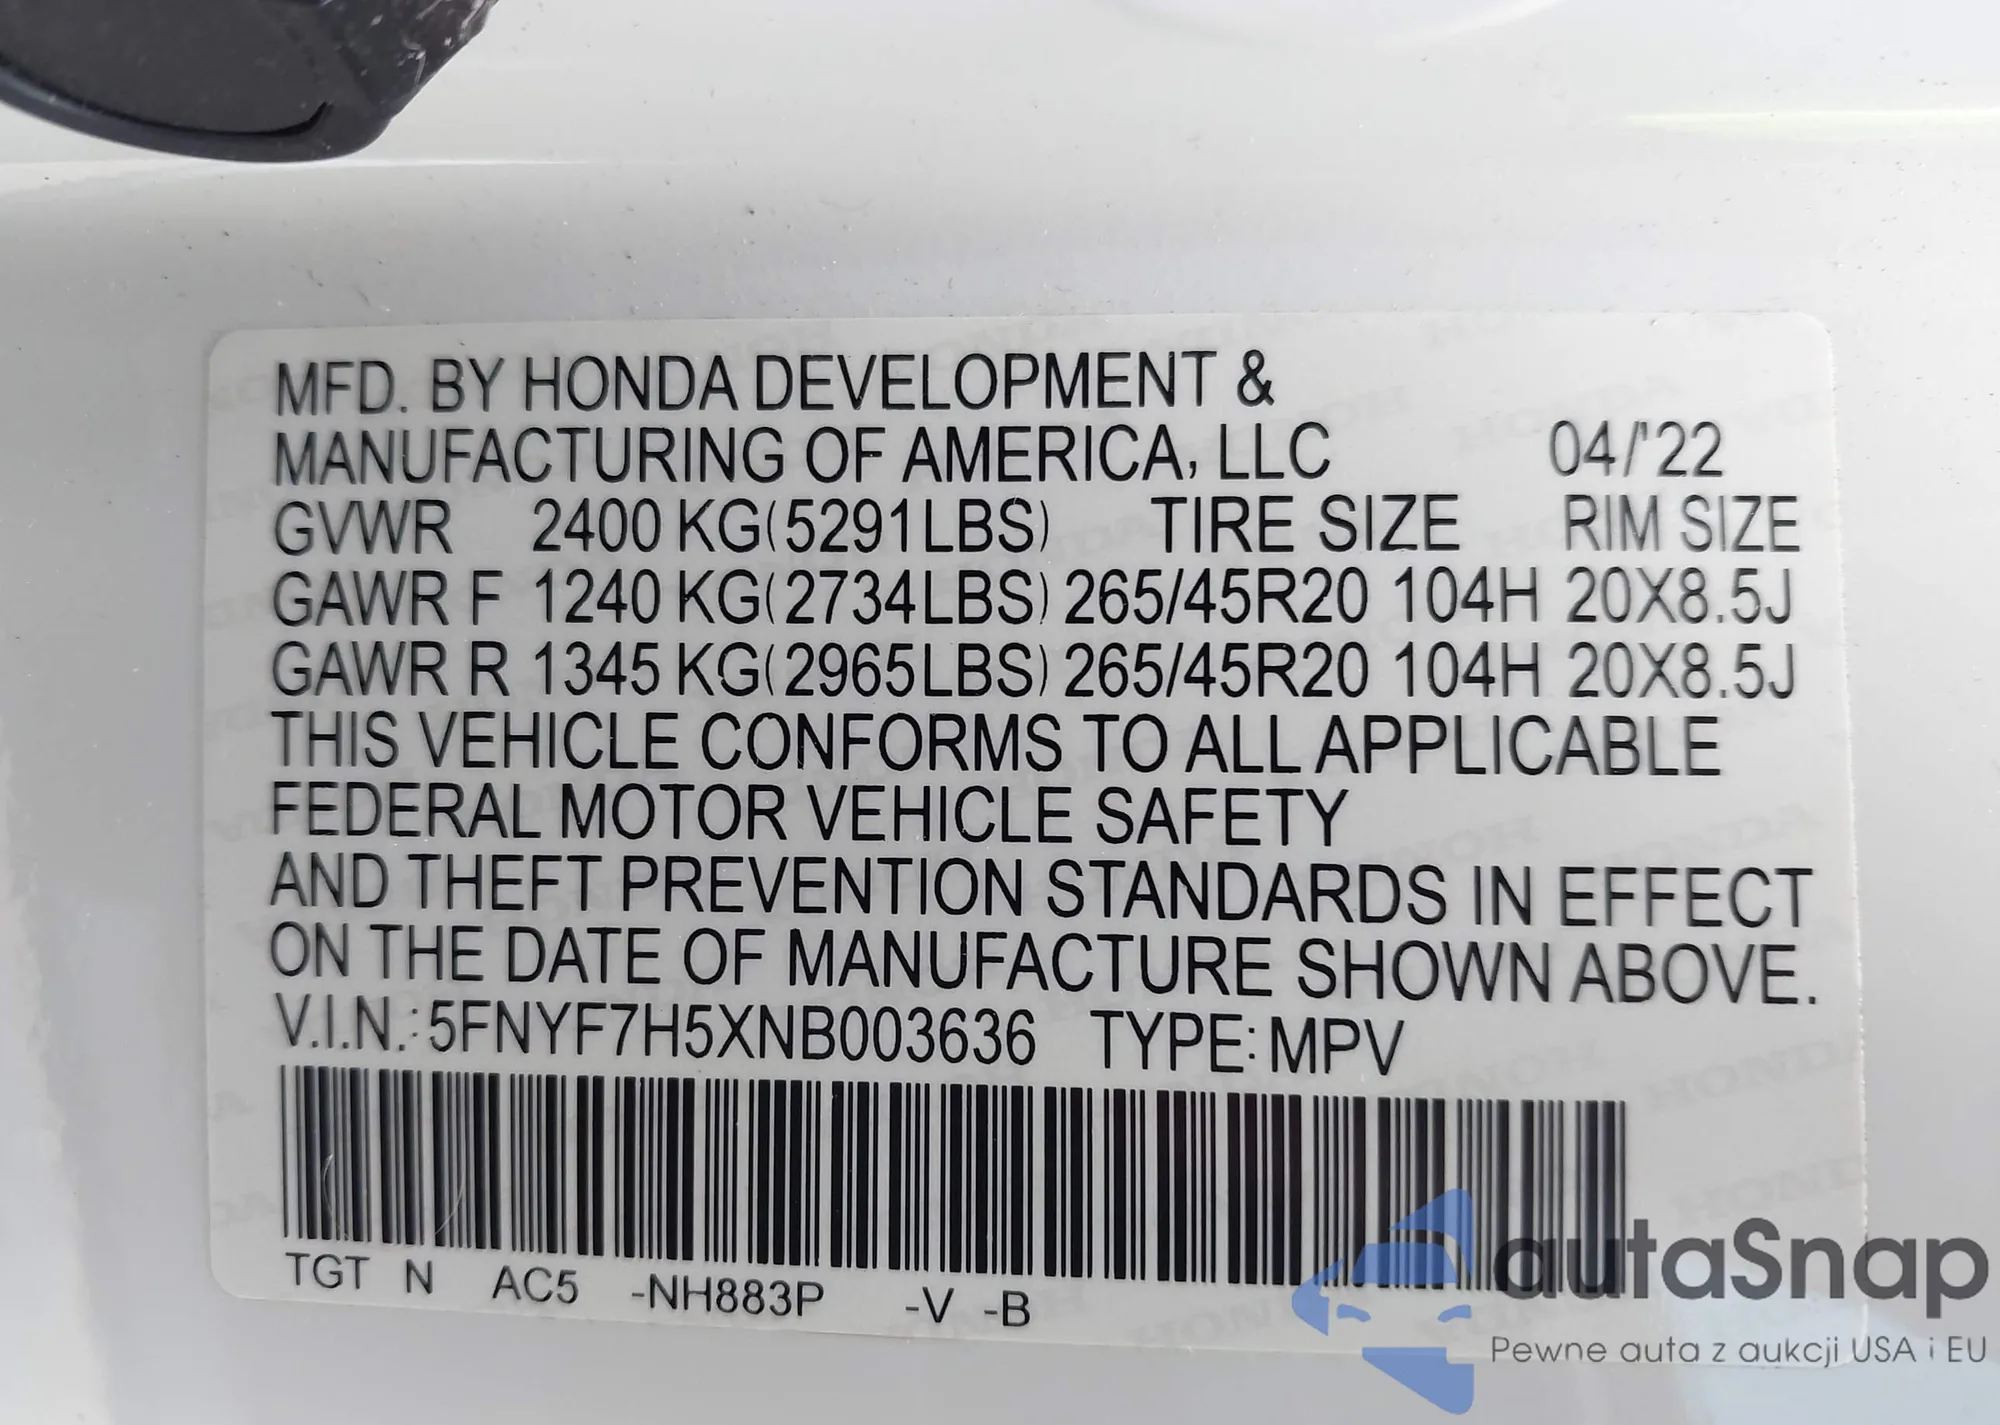 MFD. BY HONDA DEVELOPMENT &
MANUFACTURING OF AMERICA, LLC 04/'22
GVWR 2400 KG(5291LBS) TIRE SIZE RIM SIZE
GAWR F 1240 KG(2734LBS) 265/45R20 104H 20X8.5J
GAWR R 1345 KG(2965LBS) 265/45R20 104H 20X8.5J
THIS VEHICLE CONFORMS TO ALL APPLICABLE
FEDERAL MOTOR VEHICLE SAFETY
AND THEFT PREVENTION STANDARDS IN EFFECT
ON THE DATE OF MANUFACTURE SHOWN ABOVE.
V.I.N.:5FNYF7H5XNB003636 TYPE:MPV
TGT N AC5 -NH883P -V -B
autaSnap
Pewne auta z aukcji USA i EU